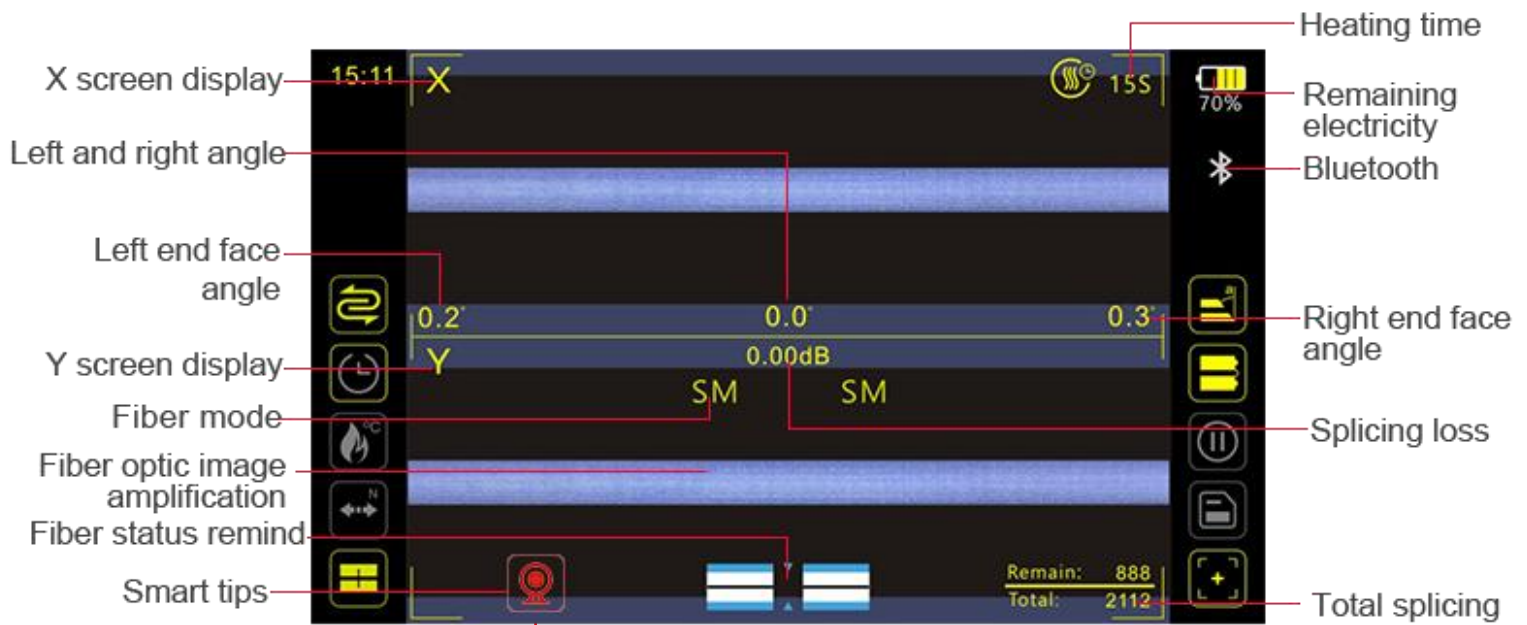 Heating time
15:11
X
15S
X screen display
70%
Remaining
electricity
Left and right angle
Bluetooth
Left end face
angle
a
0.2°
0.0°
0.3°
Right end face
angle
Y screen display
Y
0.00dB
SM
SM
Fiber mode
°C
Splicing loss
Fiber optic image
amplification
N
Fiber status remind
Smart tips
Remain: 888
Total: 2112
Total splicing